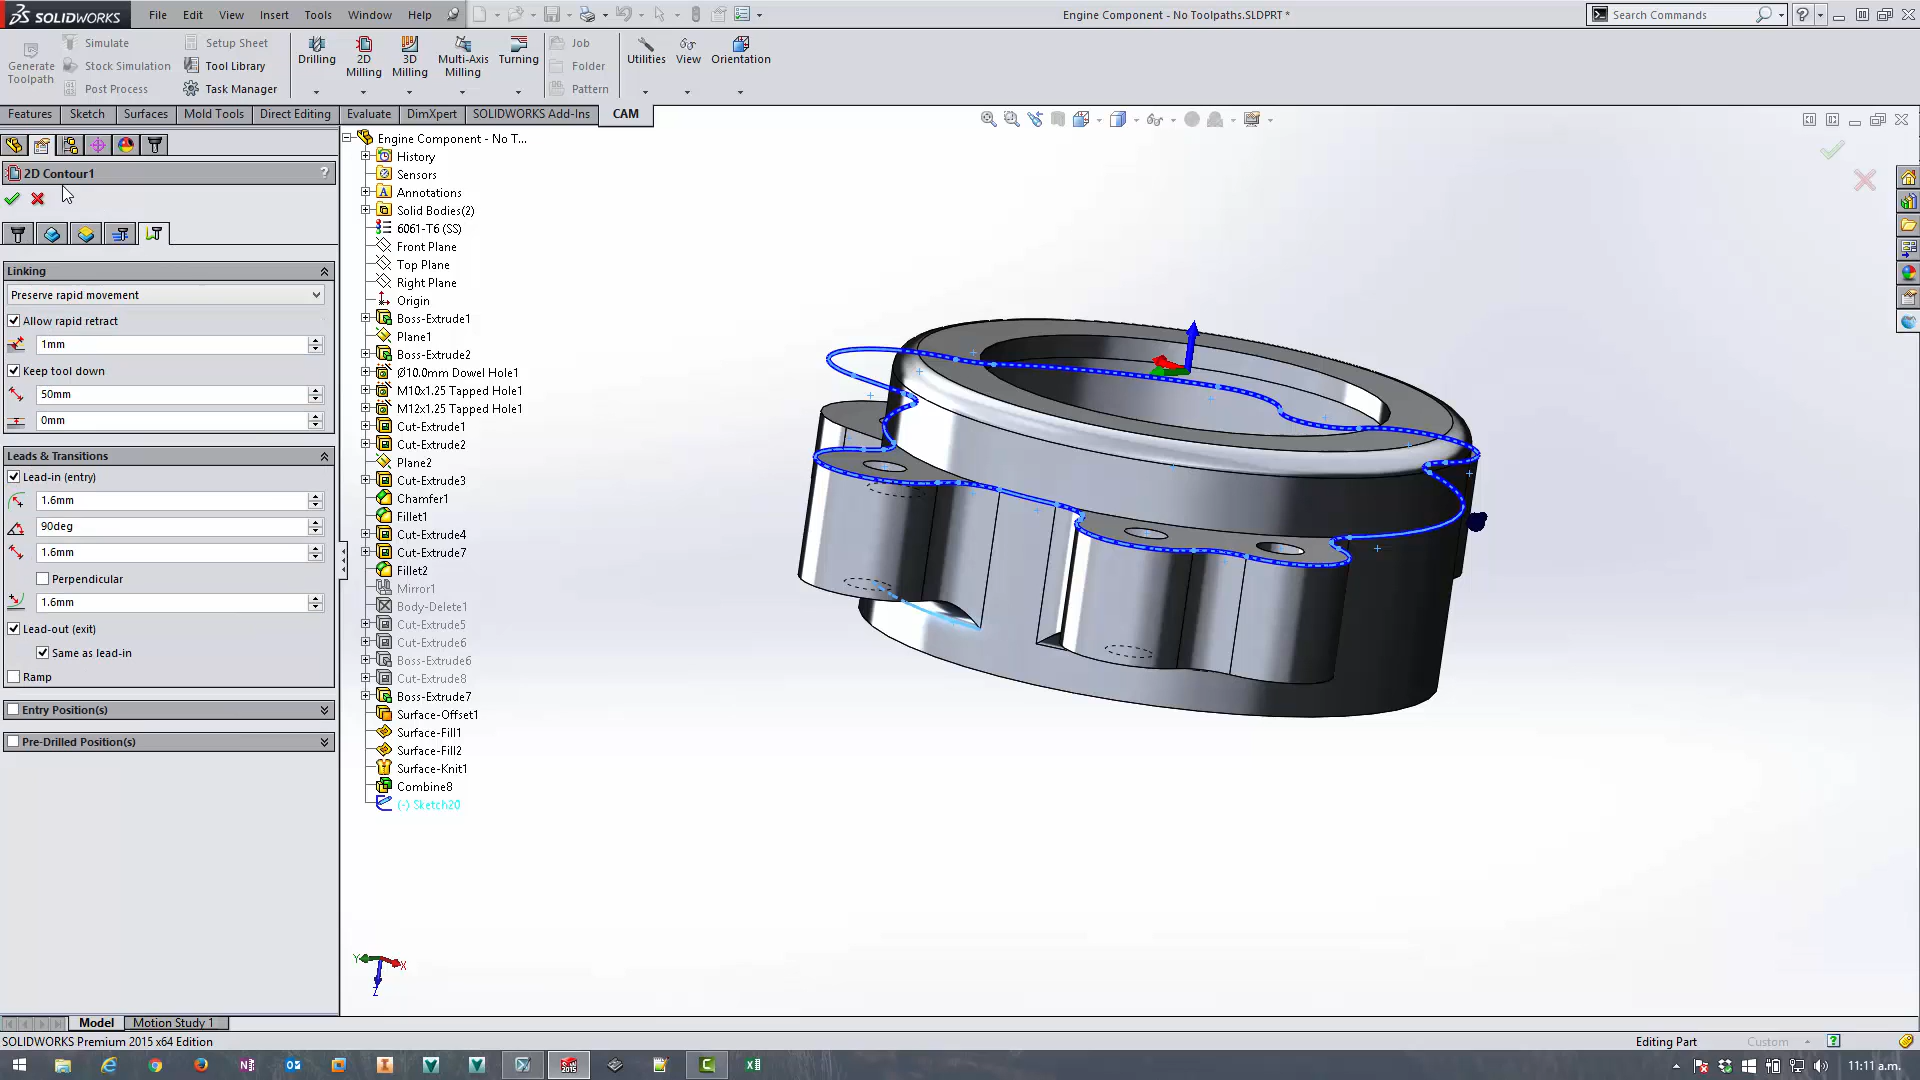 SOLIDWORKS File Edit View Insert Tools Window Help Engine Component - No Toolpaths.SLDPRT * Search Commands
Generate Toolpath
Simulate
Stock Simulation
Post Process
Setup Sheet
Tool Library
Task Manager
Drilling
2D Milling
3D Milling
Multi-Axis Milling
Turning
Job
Folder
Pattern
Utilities
View
Orientation
Features Sketch Surfaces Mold Tools Direct Editing Evaluate DimXpert SOLIDWORKS Add-Ins CAM
2D Contour1 ?
Linking
Preserve rapid movement
Allow rapid retract
1mm
Keep tool down
50mm
0mm
Leads & Transitions
Lead-in (entry)
1.6mm
90deg
1.6mm
Perpendicular
1.6mm
Lead-out (exit)
Same as lead-in
Ramp
Entry Position(s)
Pre-Drilled Position(s)
Engine Component - No T...
History
Sensors
Annotations
Solid Bodies(2)
6061-T6 (SS)
Front Plane
Top Plane
Right Plane
Origin
Boss-Extrude1
Plane1
Boss-Extrude2
Ø10.0mm Dowel Hole1
M10x1.25 Tapped Hole1
M12x1.25 Tapped Hole1
Cut-Extrude1
Cut-Extrude2
Plane2
Cut-Extrude3
Chamfer1
Fillet1
Cut-Extrude4
Cut-Extrude7
Fillet2
Mirror1
Body-Delete1
Cut-Extrude5
Cut-Extrude6
Boss-Extrude6
Cut-Extrude8
Boss-Extrude7
Surface-Offset1
Surface-Fill1
Surface-Fill2
Surface-Knit1
Combine8
(-) Sketch20
Y X
Z
Model Motion Study 1
SOLIDWORKS Premium 2015 x64 Edition Editing Part Custom
11:11 a.m.